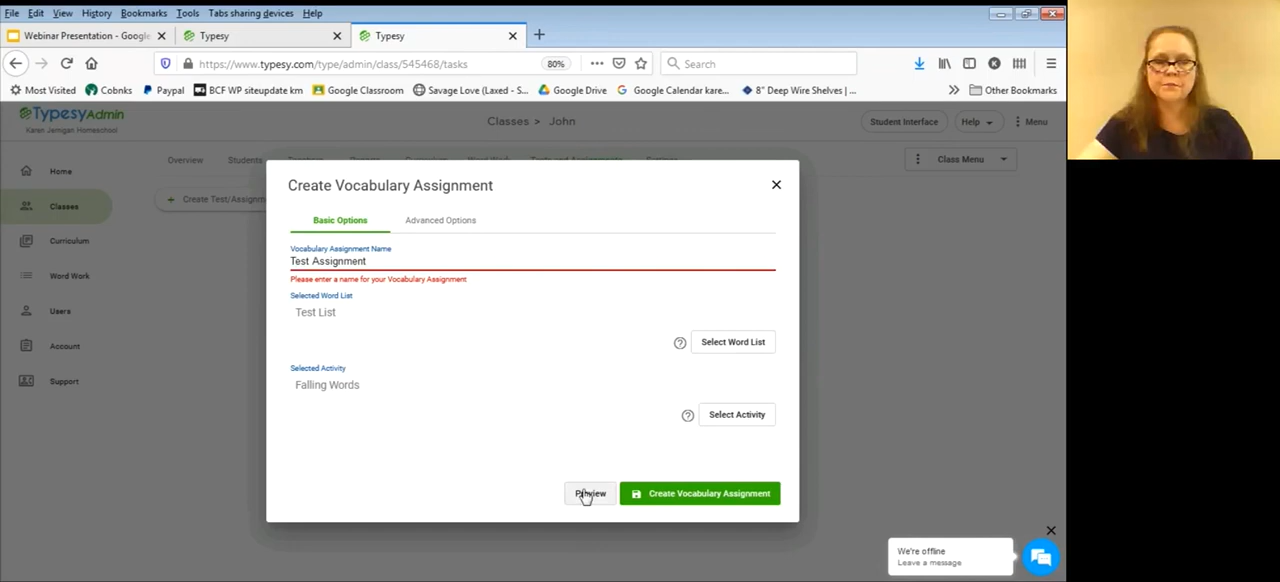 File Edit View History Bookmarks Tools Tabs sharing devices Help
Webinar Presentation - Google Typesy Typesy
https://www.typesy.com/type/admin/class/545468/tasks 80% Search
Most Visited Cobnks Paypal BCF WP siteupdate km Google Classroom Savage Love (Laxed - S... Google Drive Google Calendar kare... 8" Deep Wire Shelves |... Other Bookmarks
TypesyAdmin
Karen Jernigan Homeschool
Classes > John
Student Interface Help Menu
Overview Students Class Menu
Home
Create Test/Assignm
Classes
Curriculum
Word Work
Users
Account
Support
Create Vocabulary Assignment
Basic Options Advanced Options
Vocabulary Assignment Name
Test Assignment
Please enter a name for your Vocabulary Assignment
Selected Word List
Test List
Select Word List
Selected Activity
Falling Words
Select Activity
Preview Create Vocabulary Assignment
We're offline
Leave a message